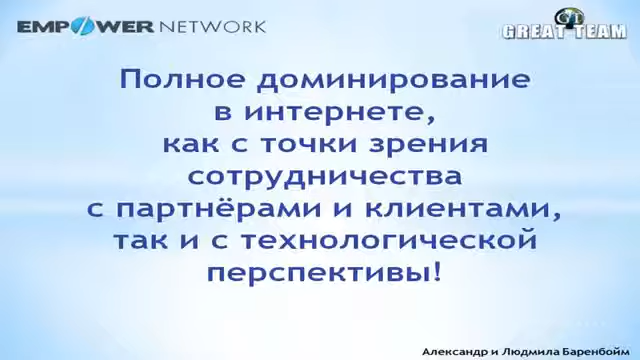 EMPOWER NETWORK
GT
GREAT TEAM
Полное доминирование
в интернете,
как с точки зрения
сотрудничества
с партнёрами и клиентами,
так и с технологической
перспективы!
Александр и Людмила Баренбойм